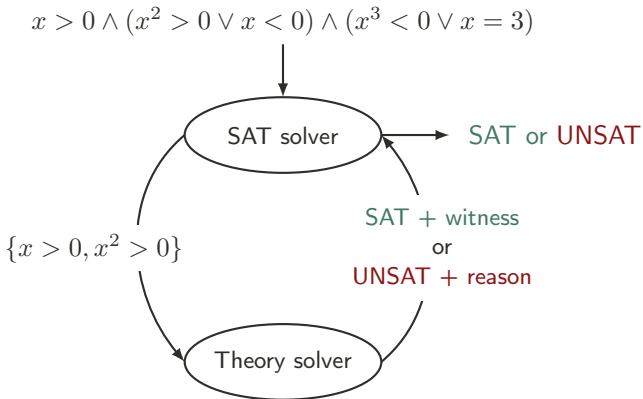 x > 0 ∧ (x² > 0 ∨ x < 0) ∧ (x³ < 0 ∨ x = 3)
SAT solver
SAT or UNSAT
SAT + witness
or
UNSAT + reason
{x > 0, x² > 0}
Theory solver